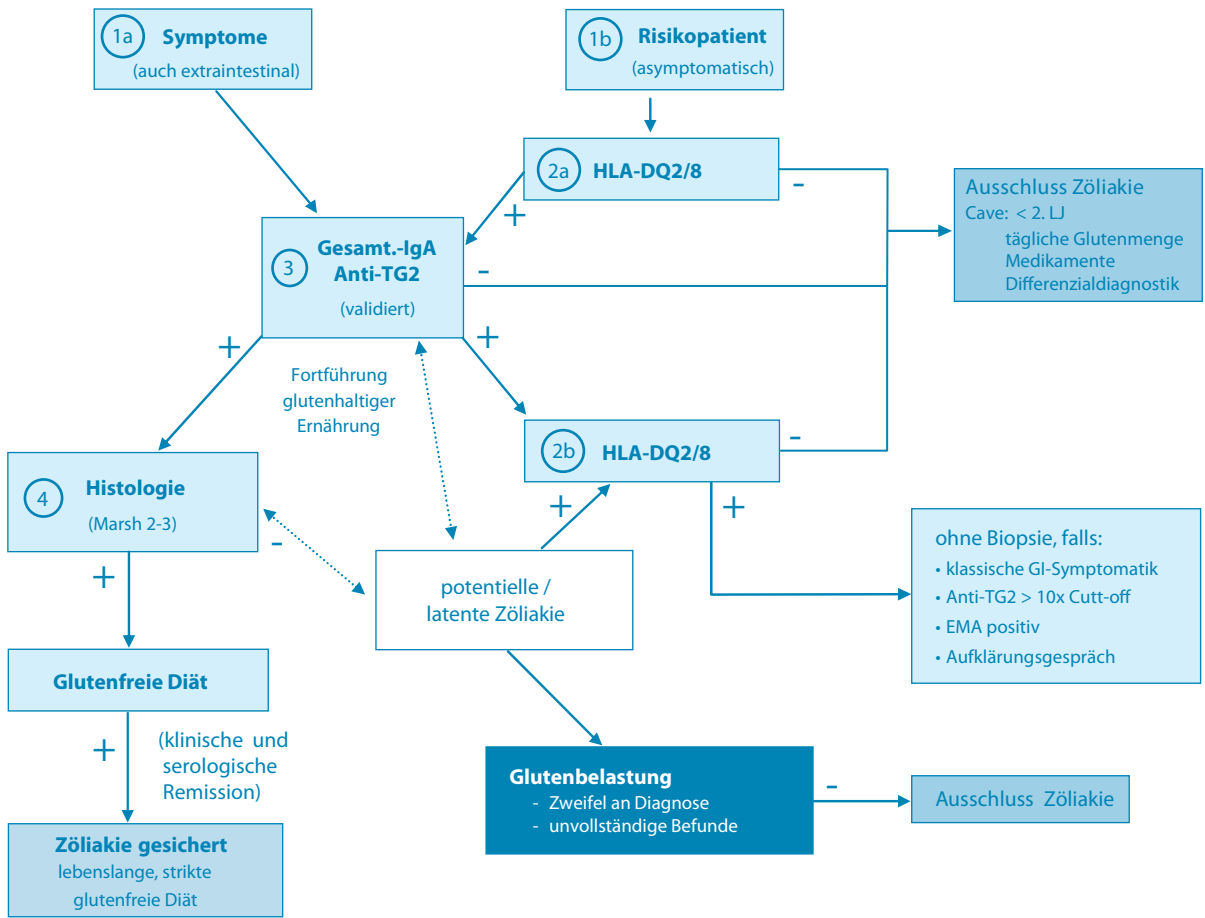 1a
Symptome
(auch extraintestinal)
1b
Risikopatient
(asymptomatisch)
2a
HLA-DQ2/8
-
+
Ausschluss Zöliakie
Cave: < 2. LJ
tägliche Glutenmenge
Medikamente
Differenzialdiagnostik
3
Gesamt.-IgA
Anti-TG2
(validiert)
-
+
+
Fortführung
glutenhaltiger
Ernährung
2b
HLA-DQ2/8
-
+
+
4
Histologie
(Marsh 2-3)
-
+
potentielle /
latente Zöliakie
ohne Biopsie, falls:
• klassische GI-Symptomatik
• Anti-TG2 > 10x Cutt-off
• EMA positiv
• Aufklärungsgespräch
Glutenfreie Diät
+
(klinische und
serologische
Remission)
Glutenbelastung
- Zweifel an Diagnose
- unvollständige Befunde
-
Ausschluss Zöliakie
Zöliakie gesichert
lebenslange, strikte
glutenfreie Diät